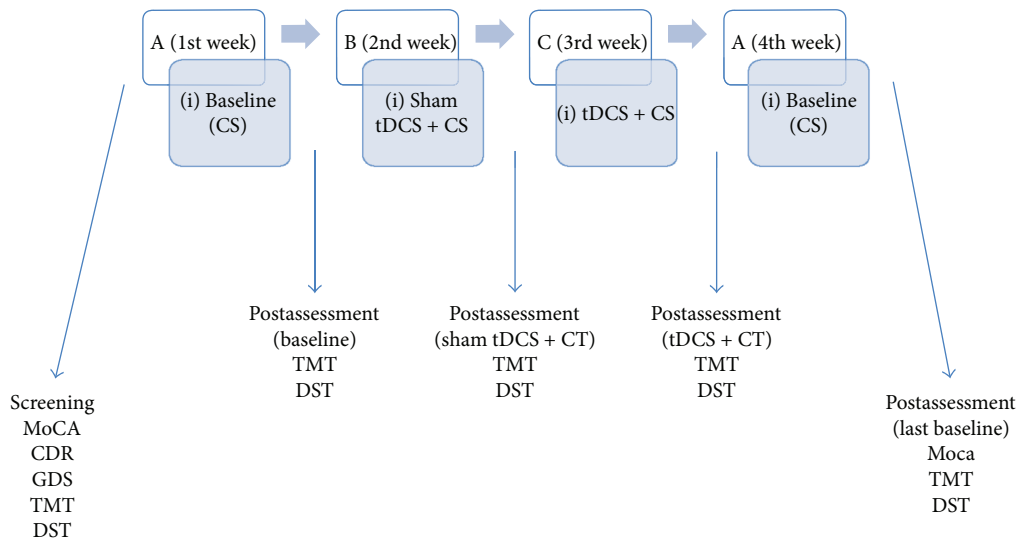 A (1st week)
B (2nd week)
C (3rd week)
A (4th week)
(i) Baseline
(CS)
(i) Sham
tDCS + CS
(i) tDCS + CS
(i) Baseline
(CS)
Postassessment
(baseline)
TMT
DST
Postassessment
(sham tDCS + CT)
TMT
DST
Postassessment
(tDCS + CT)
TMT
DST
Screening
MoCA
CDR
GDS
TMT
DST
Postassessment
(last baseline)
Moca
TMT
DST